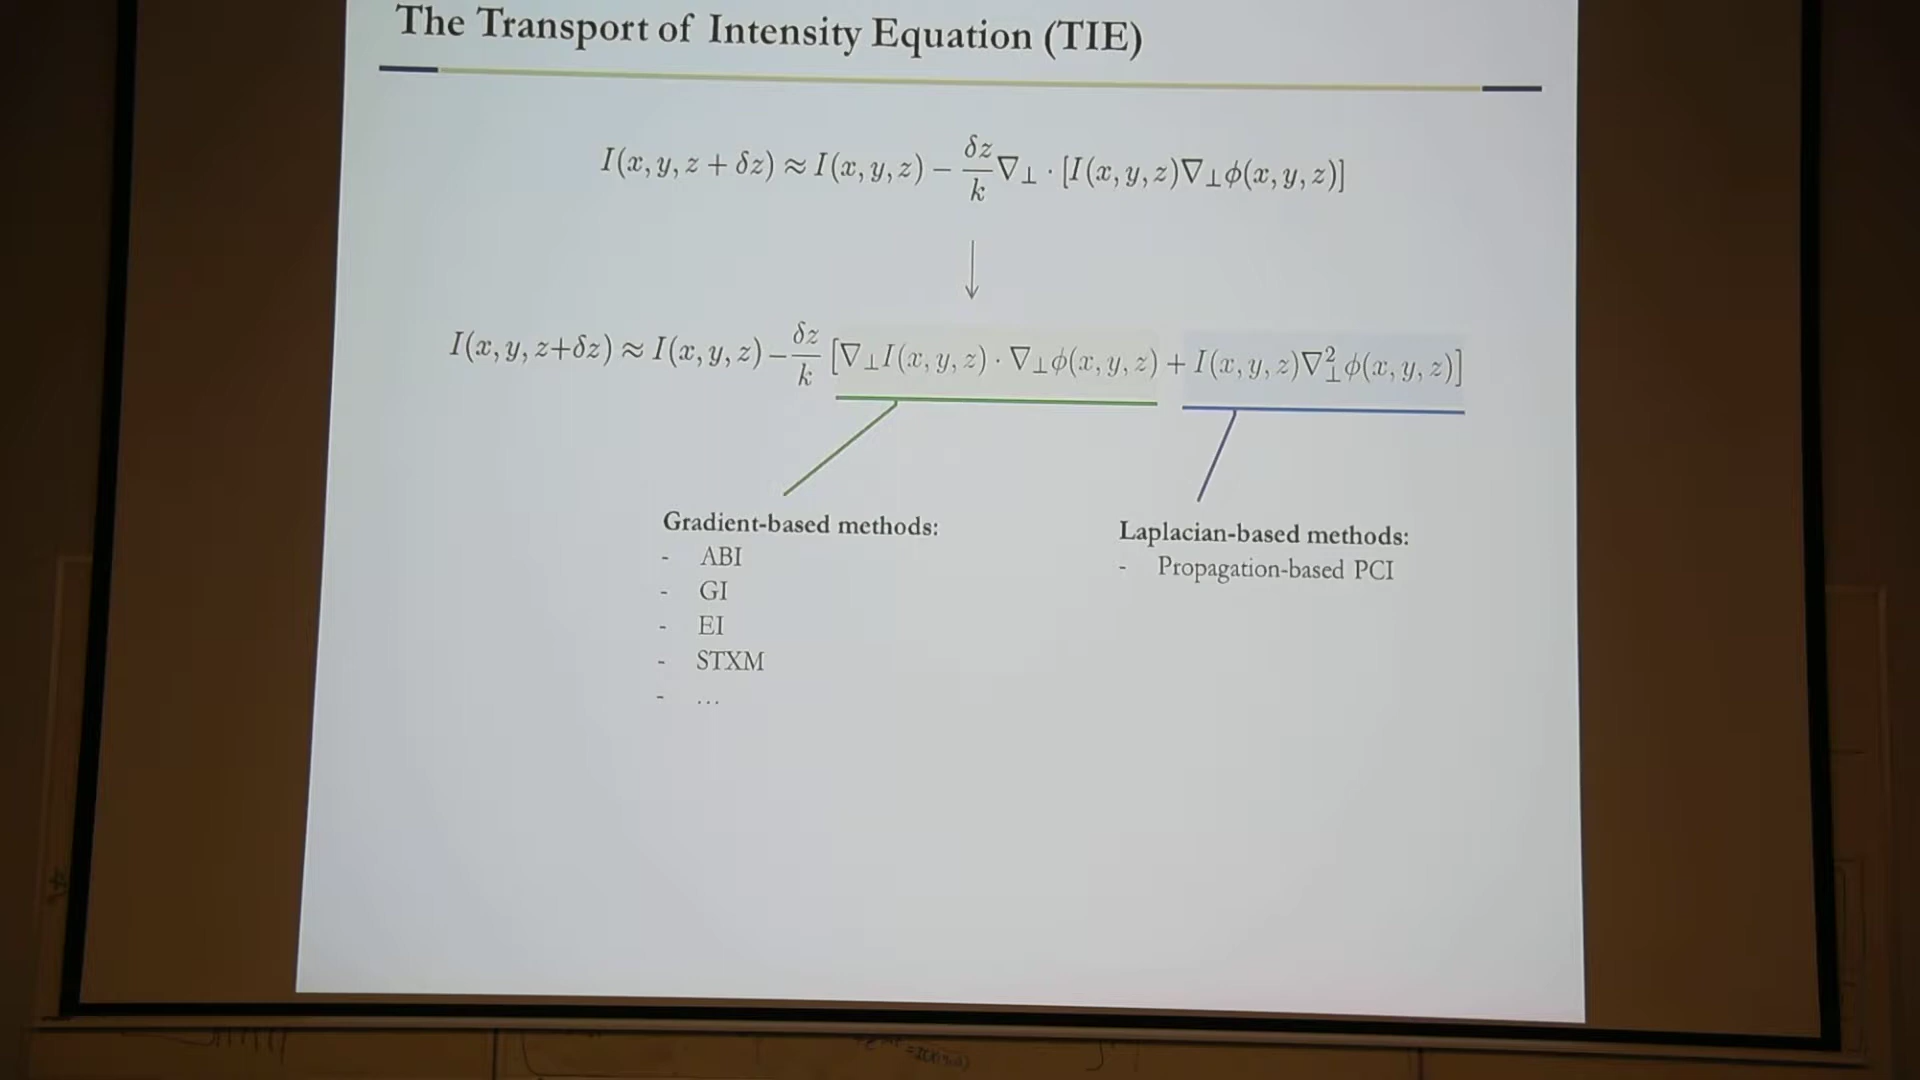 The Transport of Intensity Equation (TIE)
I(x, y, z + δz) ≈ I(x, y, z) − δz/k ∇⊥ · [I(x, y, z)∇⊥ϕ(x, y, z)]
I(x, y, z+δz) ≈ I(x, y, z) − δz/k [∇⊥I(x, y, z) · ∇⊥ϕ(x, y, z) + I(x, y, z)∇²⊥ϕ(x, y, z)]
Gradient-based methods:
- ABI
- GI
- EI
- STXM
- …
Laplacian-based methods:
- Propagation-based PCI